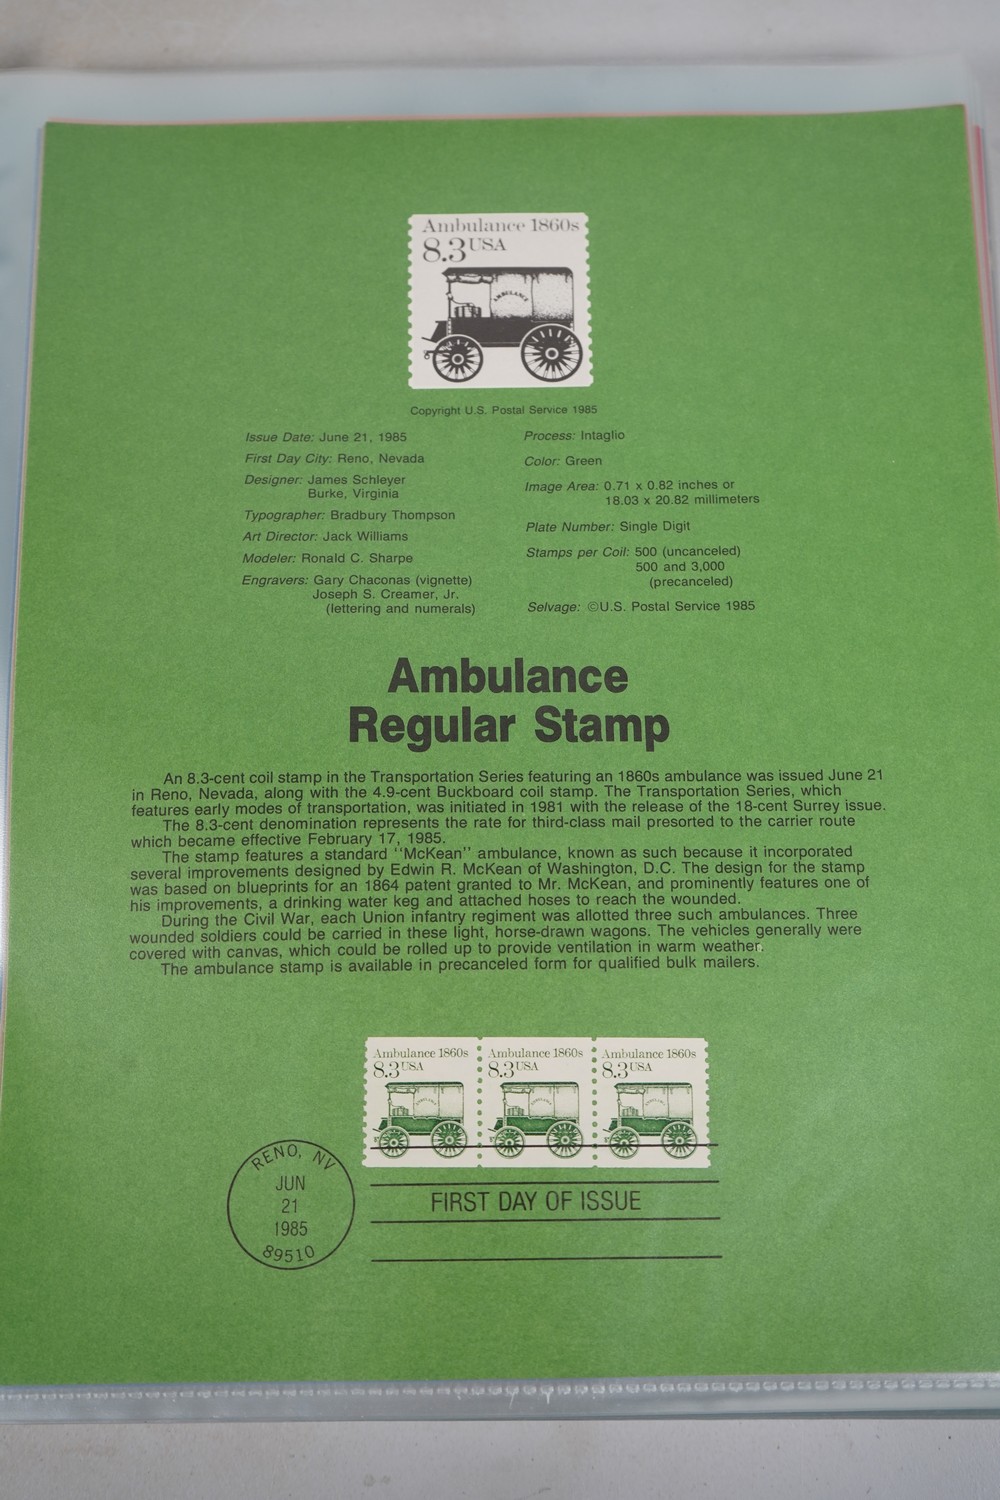 Ambulance 1860s
8.3 USA
AMBULANCE
Copyright U.S. Postal Service 1985
Issue Date: June 21, 1985
First Day City: Reno, Nevada
Designer: James Schleyer
Burke, Virginia
Typographer: Bradbury Thompson
Art Director: Jack Williams
Modeler: Ronald C. Sharpe
Engravers: Gary Chaconas (vignette)
Joseph S. Creamer, Jr.
(lettering and numerals)
Process: Intaglio
Color: Green
Image Area: 0.71 x 0.82 inches or
18.03 x 20.82 millimeters
Plate Number: Single Digit
Stamps per Coil: 500 (uncanceled)
500 and 3,000
(precanceled)
Selvage: ©U.S. Postal Service 1985
Ambulance
Regular Stamp
An 8.3-cent coil stamp in the Transportation Series featuring an 1860s ambulance was issued June 21
in Reno, Nevada, along with the 4.9-cent Buckboard coil stamp. The Transportation Series, which
features early modes of transportation, was initiated in 1981 with the release of the 18-cent Surrey issue.
The 8.3-cent denomination represents the rate for third-class mail presorted to the carrier route
which became effective February 17, 1985.
The stamp features a standard "McKean" ambulance, known as such because it incorporated
several improvements designed by Edwin R. McKean of Washington, D.C. The design for the stamp
was based on blueprints for an 1864 patent granted to Mr. McKean, and prominently features one of
his improvements, a drinking water keg and attached hoses to reach the wounded.
During the Civil War, each Union infantry regiment was allotted three such ambulances. Three
wounded soldiers could be carried in these light, horse-drawn wagons. The vehicles generally were
covered with canvas, which could be rolled up to provide ventilation in warm weather.
The ambulance stamp is available in precanceled form for qualified bulk mailers.
Ambulance 1860s Ambulance 1860s Ambulance 1860s
8.3 USA 8.3 USA 8.3 USA
AMBULANCE AMBULANCE AMBULANCE
RENO, NV
JUN
21
1985
89510
FIRST DAY OF ISSUE